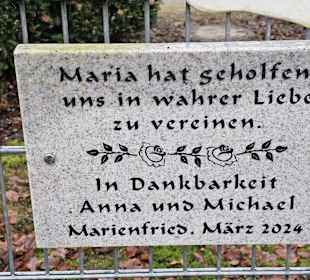 Maria hat geholfen
uns in wahrer Liebe
zu vereinen.
In Dankbarkeit
Anna und Michael
Marienfried, März 2024